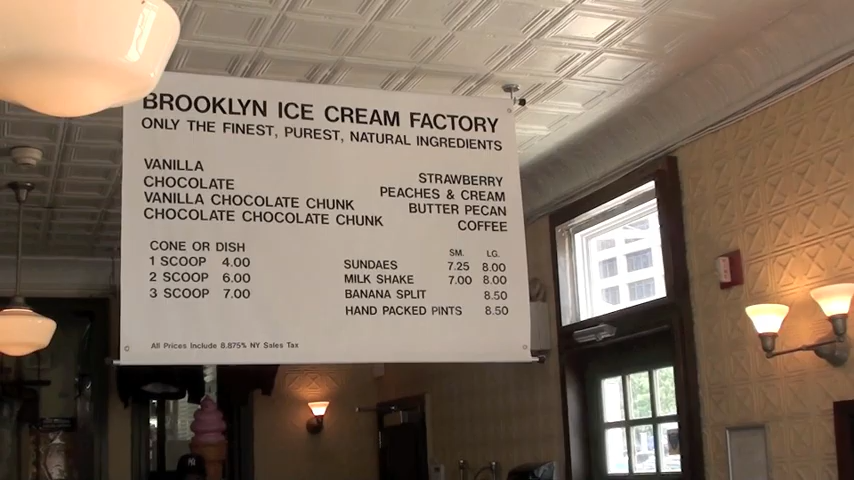 BROOKLYN ICE CREAM FACTORY
ONLY THE FINEST, PUREST, NATURAL INGREDIENTS
VANILLA
CHOCOLATE
VANILLA CHOCOLATE CHUNK
CHOCOLATE CHOCOLATE CHUNK
STRAWBERRY
PEACHES & CREAM
BUTTER PECAN
COFFEE
CONE OR DISH
1 SCOOP 4.00
2 SCOOP 6.00
3 SCOOP 7.00
SM. LG.
SUNDAES 7.25 8.00
MILK SHAKE 7.00 8.00
BANANA SPLIT 8.50
HAND PACKED PINTS 8.50
All Prices Include 8.875% NY Sales Tax